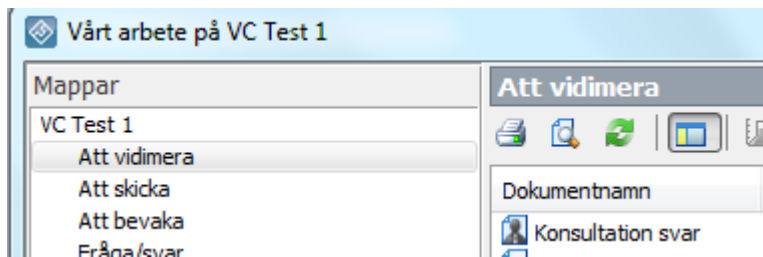 Vårt arbete på VC Test 1
Mappar
VC Test 1
Att vidimera
Att skicka
Att bevaka
Fråga/svar
Att vidimera
Dokumentnamn
Konsultation svar